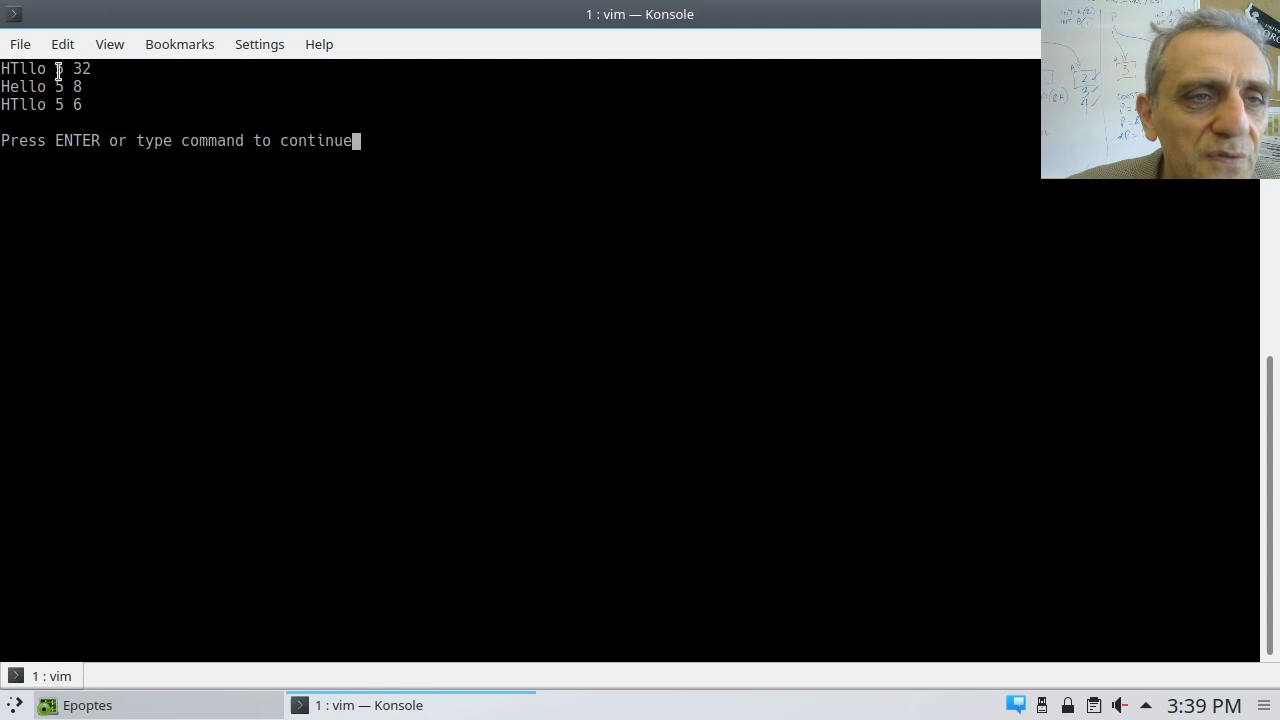 1 : vim — Konsole
File Edit View Bookmarks Settings Help
HTllo 5 32
Hello 5 8
HTllo 5 6
Press ENTER or type command to continue
1 : vim
Epoptes
1 : vim — Konsole
3:39 PM